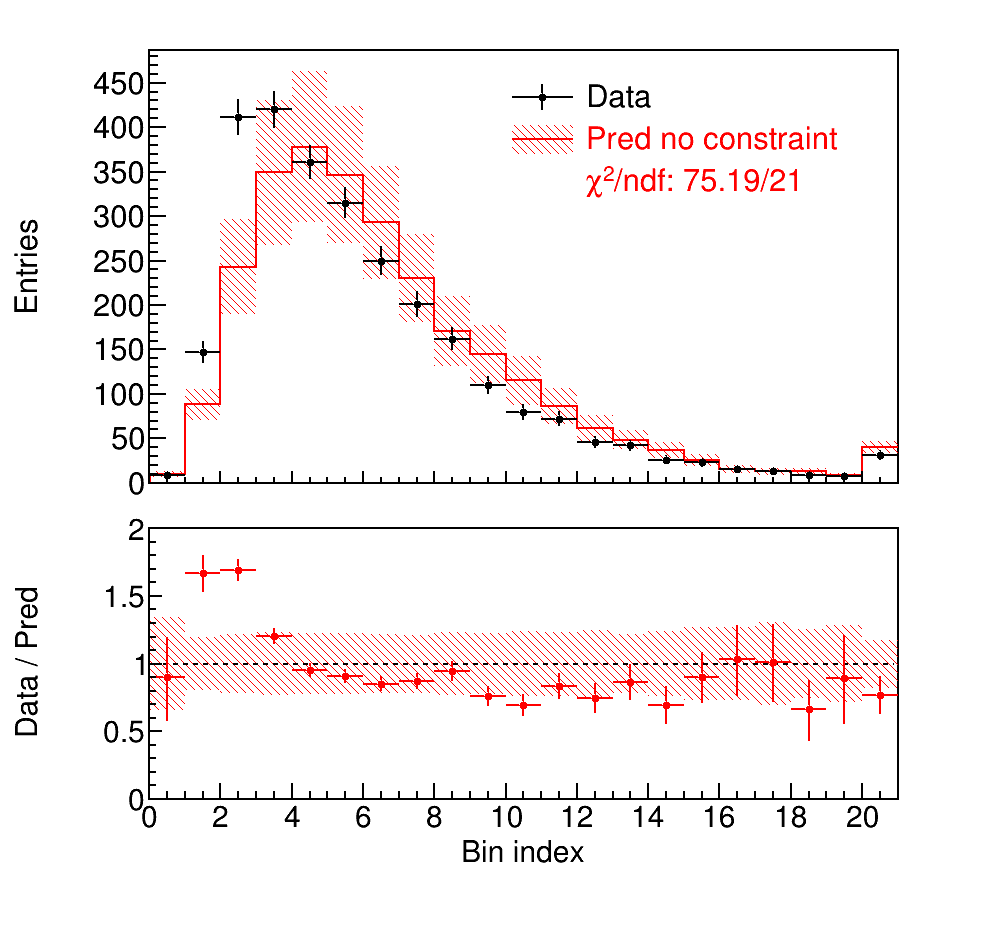 Entries
450
400
350
300
250
200
150
100
50
0
Data
Pred no constraint
χ²/ndf: 75.19/21
Data / Pred
2
1.5
1
0.5
0
0 2 4 6 8 10 12 14 16 18 20
Bin index